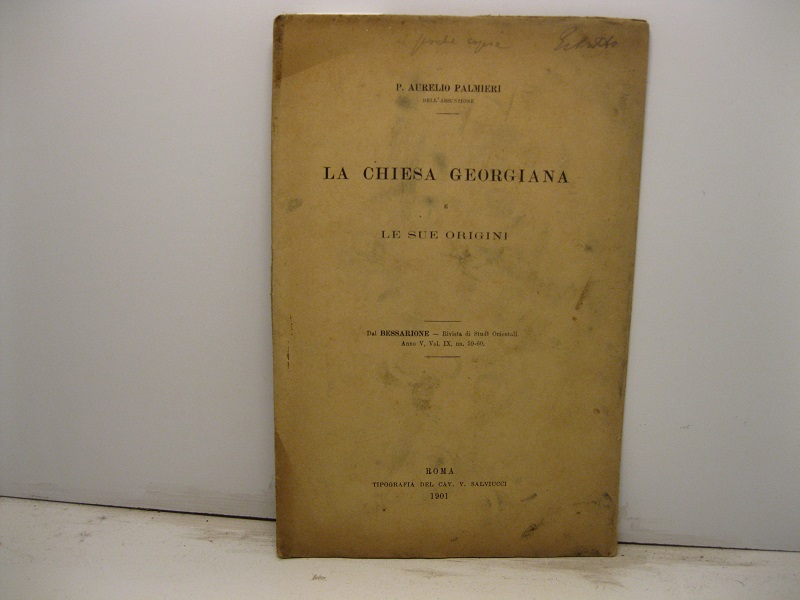 Estratto
P. AURELIO PALMIERI
DELL'ASSUNZIONE
LA CHIESA GEORGIANA
E
LE SUE ORIGINI
Dal BESSARIONE — Rivista di Studi Orientali
Anno V, Vol. IX, nn. 59-60.
ROMA
TIPOGRAFIA DEL CAV. V. SALVIUCCI
1901